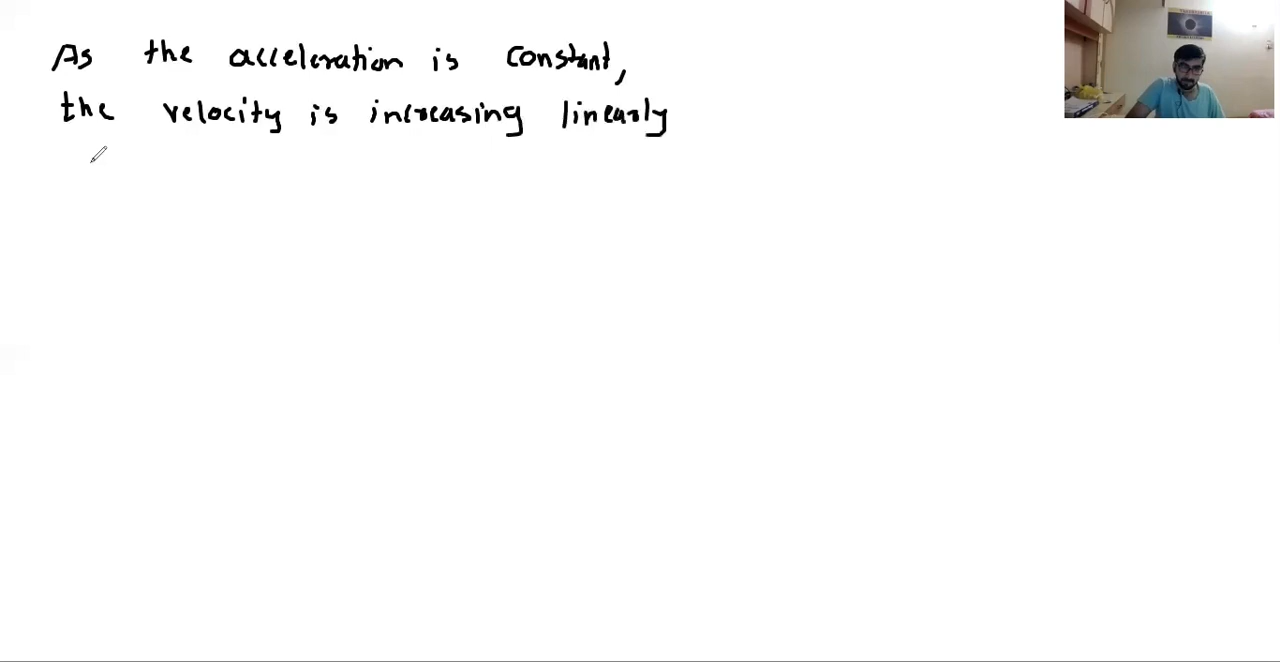 As the acceleration is constant,
the velocity is increasing linearly